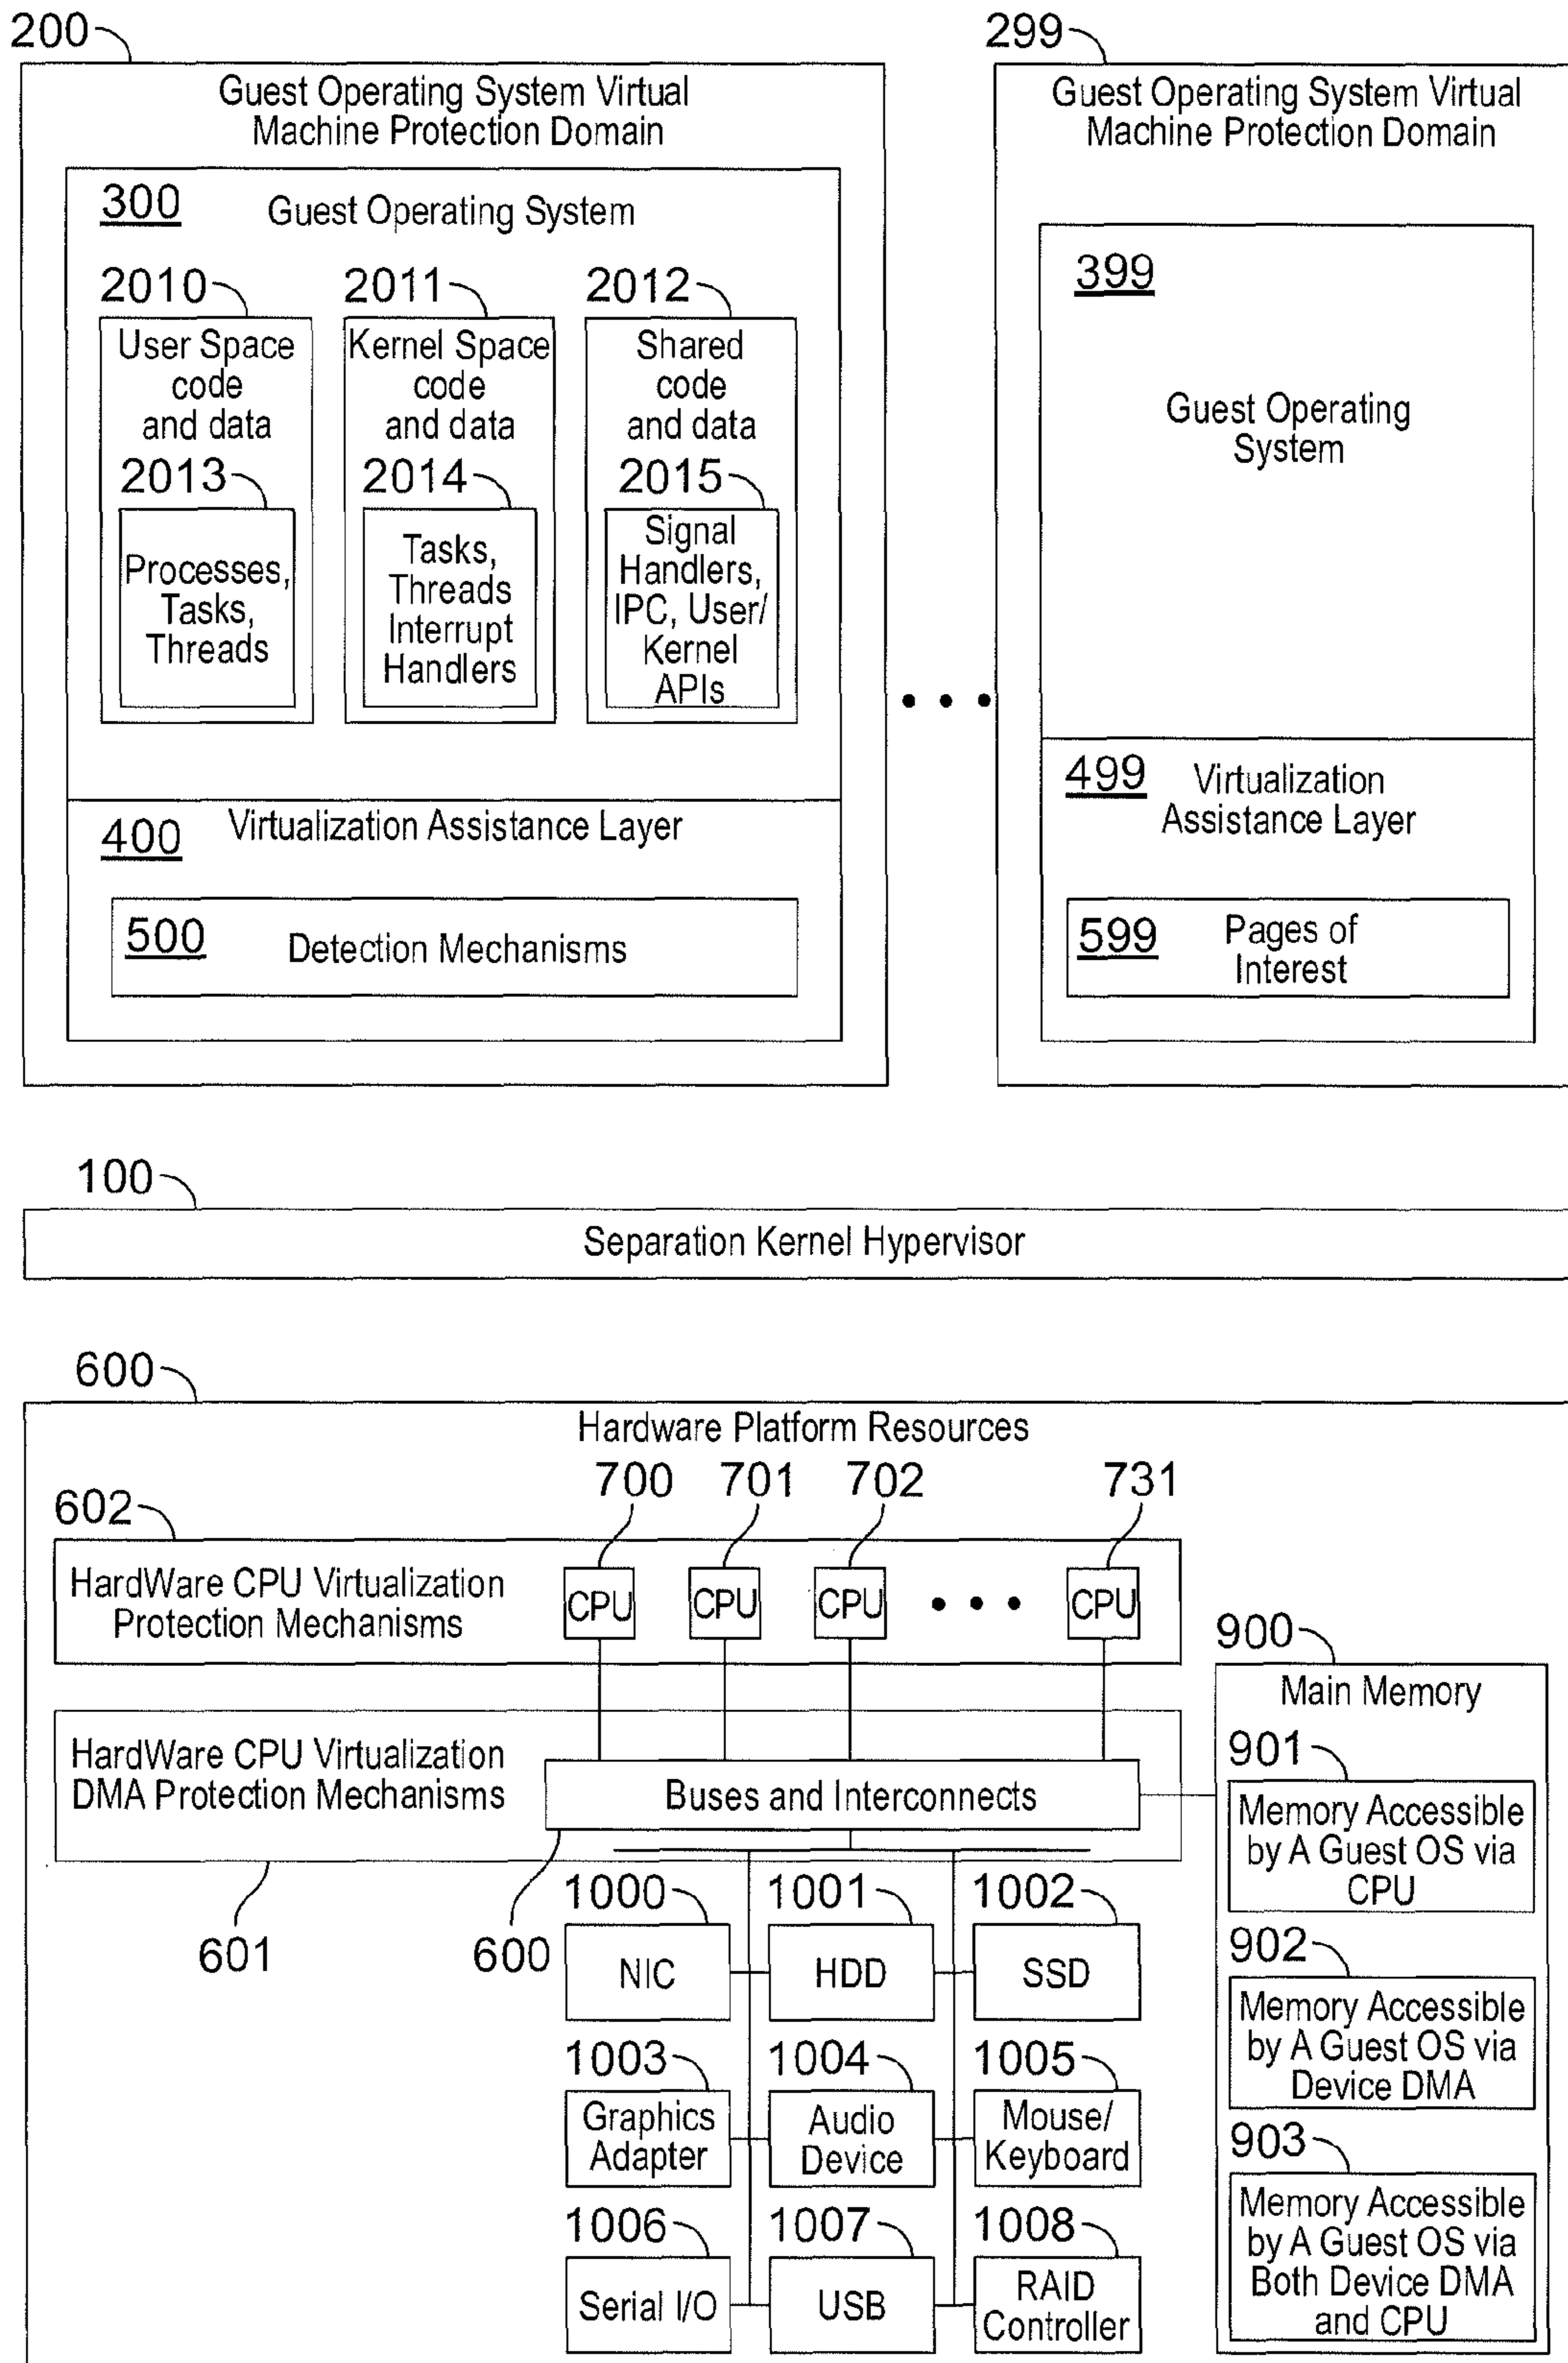 200
Guest Operating System Virtual
Machine Protection Domain
300
Guest Operating System
2010
User Space
code
and data
2013
Processes,
Tasks,
Threads
2011
Kernel Space
code
and data
2014
Tasks,
Threads
Interrupt
Handlers
2012
Shared
code
and data
2015
Signal
Handlers,
IPC, User/
Kernel
APIs
400
Virtualization Assistance Layer
500
Detection Mechanisms
299
Guest Operating System Virtual
Machine Protection Domain
399
Guest Operating
System
499
Virtualization
Assistance Layer
599
Pages of
Interest
100
Separation Kernel Hypervisor
600
Hardware Platform Resources
602
HardWare CPU Virtualization
Protection Mechanisms
700
CPU
701
CPU
702
CPU
731
CPU
HardWare CPU Virtualization
DMA Protection Mechanisms
601
Buses and Interconnects
600
900
Main Memory
901
Memory Accessible
by A Guest OS via
CPU
902
Memory Accessible
by A Guest OS via
Device DMA
903
Memory Accessible
by A Guest OS via
Both Device DMA
and CPU
1000
NIC
1001
HDD
1002
SSD
1003
Graphics
Adapter
1004
Audio
Device
1005
Mouse/
Keyboard
1006
Serial I/O
1007
USB
1008
RAID
Controller